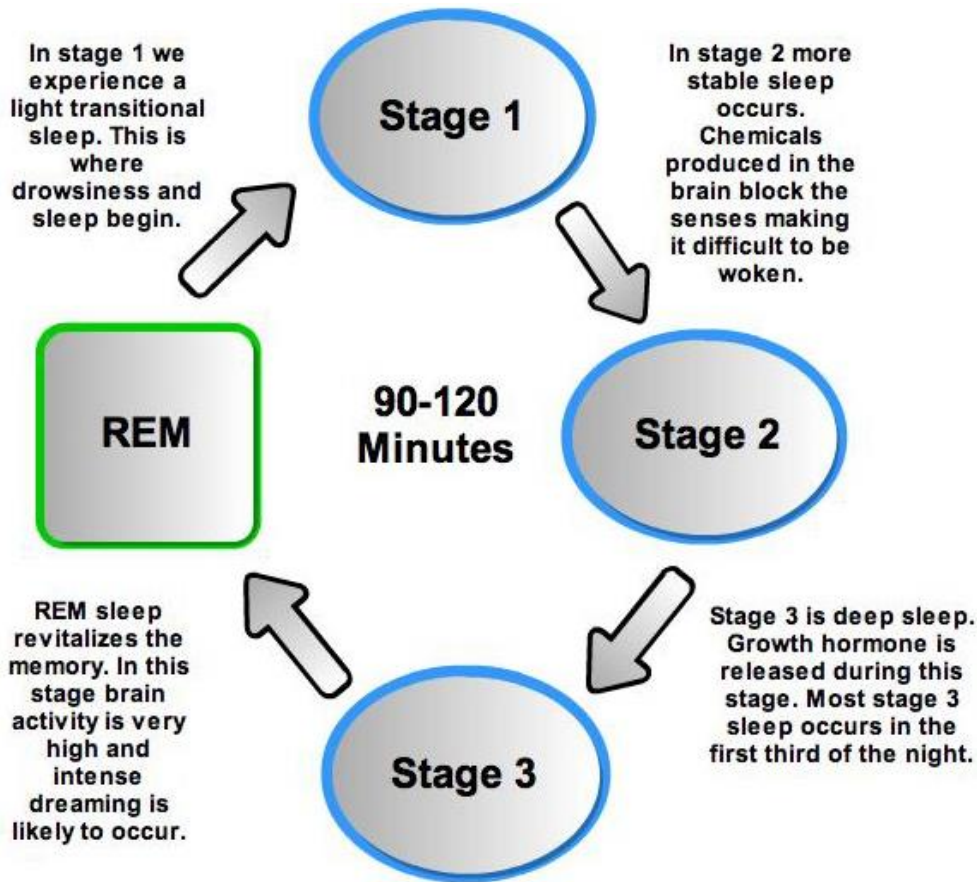 In stage 1 we
experience a
light transitional
sleep. This is
where
drowsiness and
sleep begin.
Stage 1
In stage 2 more
stable sleep
occurs.
Chemicals
produced in the
brain block the
senses making
it difficult to be
woken.
REM
90-120
Minutes
Stage 2
REM sleep
revitalizes the
memory. In this
stage brain
activity is very
high and
intense
dreaming is
likely to occur.
Stage 3
Stage 3 is deep sleep.
Growth hormone is
released during this
stage. Most stage 3
sleep occurs in the
first third of the night.